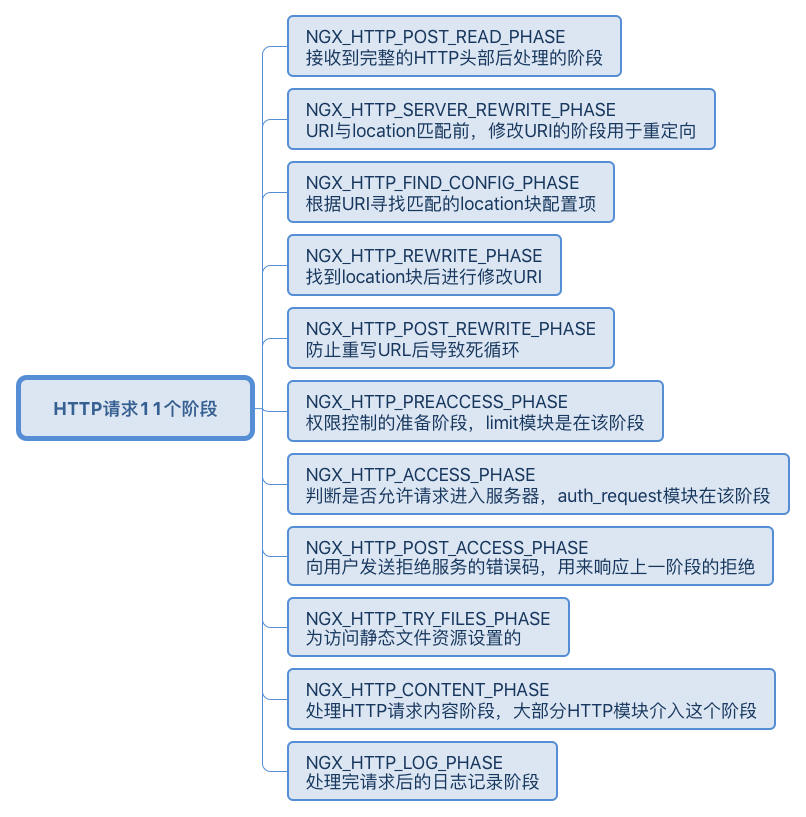 HTTP请求11个阶段
NGX_HTTP_POST_READ_PHASE
接收到完整的HTTP头部后处理的阶段
NGX_HTTP_SERVER_REWRITE_PHASE
URI与location匹配前，修改URI的阶段用于重定向
NGX_HTTP_FIND_CONFIG_PHASE
根据URI寻找匹配的location块配置项
NGX_HTTP_REWRITE_PHASE
找到location块后进行修改URI
NGX_HTTP_POST_REWRITE_PHASE
防止重写URL后导致死循环
NGX_HTTP_PREACCESS_PHASE
权限控制的准备阶段，limit模块是在该阶段
NGX_HTTP_ACCESS_PHASE
判断是否允许请求进入服务器，auth_request模块在该阶段
NGX_HTTP_POST_ACCESS_PHASE
向用户发送拒绝服务的错误码，用来响应上一阶段的拒绝
NGX_HTTP_TRY_FILES_PHASE
为访问静态文件资源设置的
NGX_HTTP_CONTENT_PHASE
处理HTTP请求内容阶段，大部分HTTP模块介入这个阶段
NGX_HTTP_LOG_PHASE
处理完请求后的日志记录阶段